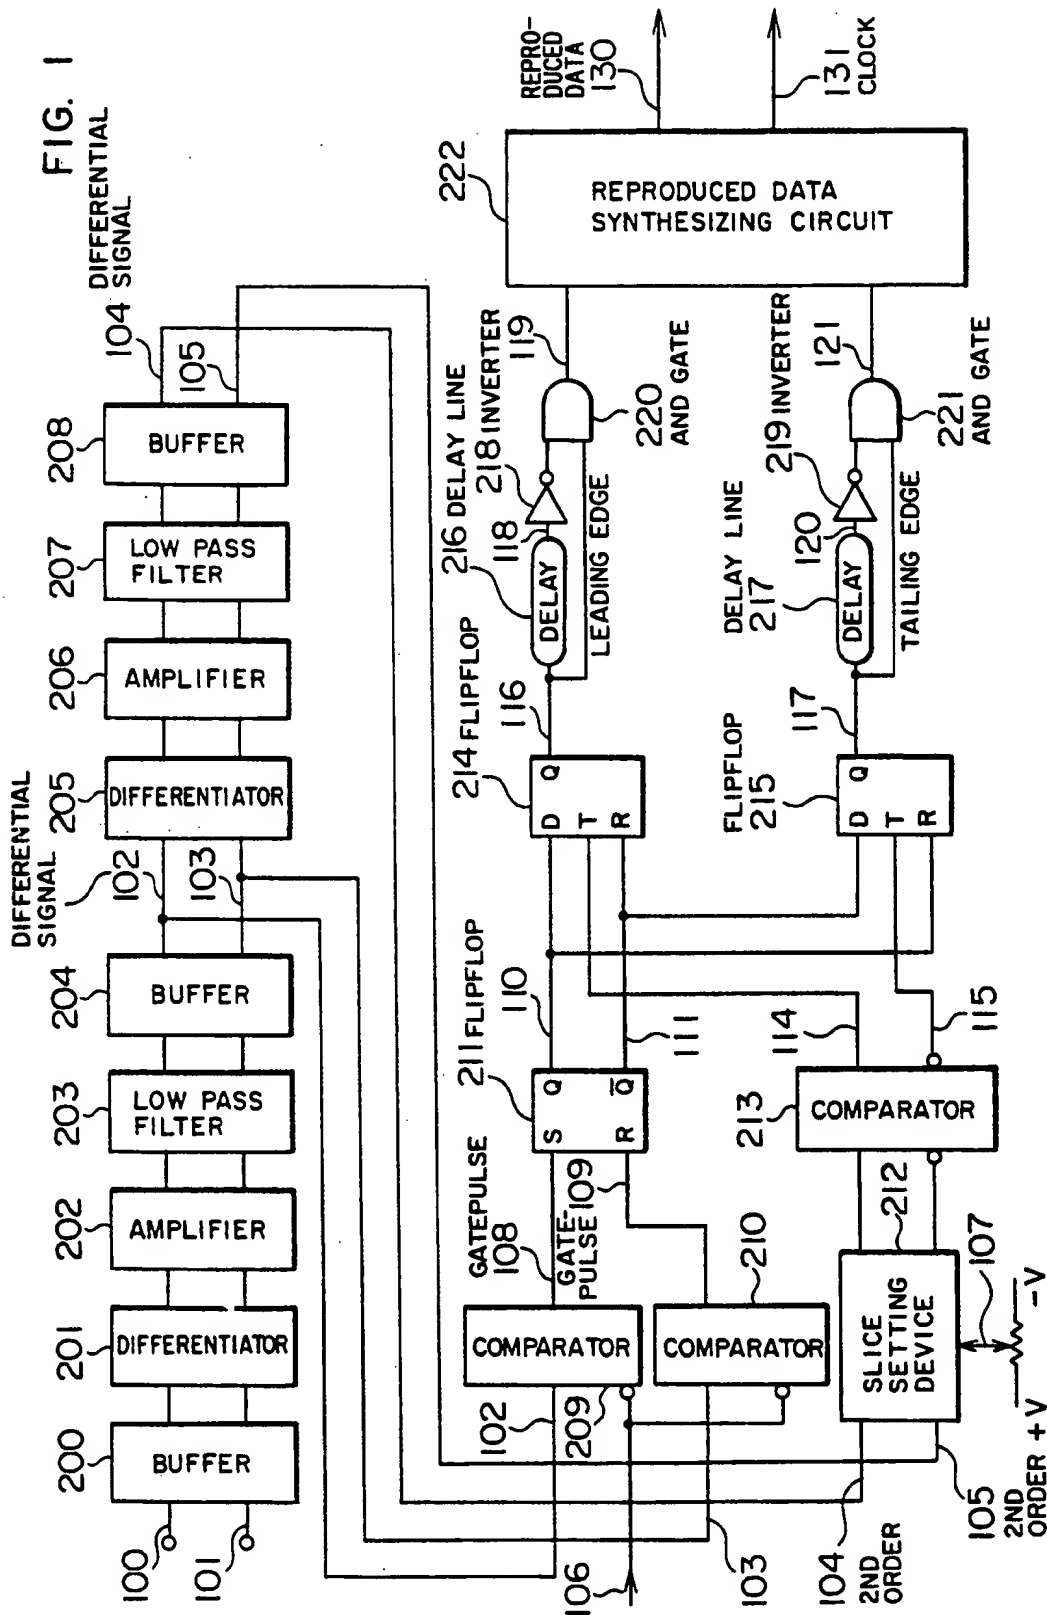 FIG. 1
DIFFERENTIAL
SIGNAL
DIFFERENTIAL
SIGNAL
100
101
200
BUFFER
201
DIFFERENTIATOR
202
AMPLIFIER
203
LOW PASS
FILTER
204
BUFFER
102
103
205
DIFFERENTIATOR
206
AMPLIFIER
207
LOW PASS
FILTER
208
BUFFER
104
105
106
102
103
209
COMPARATOR
210
COMPARATOR
GATEPULSE
108
GATE-
PULSE
109
211 FLIPFLOP
S
Q
R
Q̅
110
111
104
2ND
ORDER
105
2ND
ORDER
+V
-V
107
SLICE
SETTING
DEVICE
212
213
COMPARATOR
114
115
214 FLIPFLOP
D
Q
T
R
116
FLIPFLOP
215
D
Q
T
R
117
216 DELAY LINE
DELAY
118
218 INVERTER
LEADING EDGE
119
220
AND GATE
DELAY LINE
217
DELAY
120
219 INVERTER
TAILING EDGE
121
221
AND GATE
222
REPRODUCED DATA
SYNTHESIZING CIRCUIT
REPRO-
DUCED
DATA
130
131
CLOCK